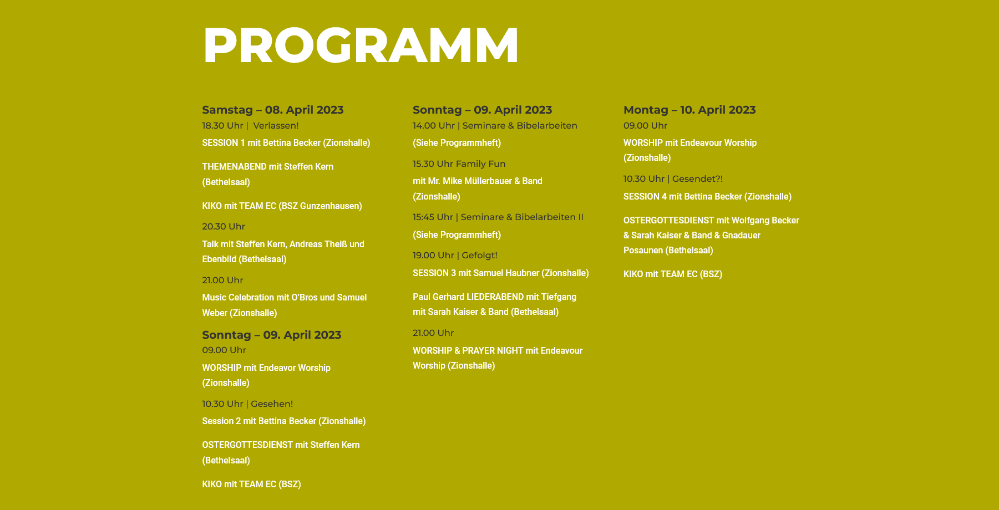 PROGRAMM
Samstag – 08. April 2023
18.30 Uhr |  Verlassen!
SESSION 1 mit Bettina Becker (Zionshalle)
THEMENABEND mit Steffen Kern
(Bethelsaal)
KIKO mit TEAM EC (BSZ Gunzenhausen)
20.30 Uhr
Talk mit Steffen Kern, Andreas Theiß und
Ebenbild (Bethelsaal)
21.00 Uhr
Music Celebration mit O’Bros und Samuel
Weber (Zionshalle)
Sonntag – 09. April 2023
09.00 Uhr
WORSHIP mit Endeavor Worship
(Zionshalle)
10.30 Uhr | Gesehen!
Session 2 mit Bettina Becker (Zionshalle)
OSTERGOTTESDIENST mit Steffen Kern
(Bethelsaal)
KIKO mit TEAM EC (BSZ)
Sonntag – 09. April 2023
14.00 Uhr | Seminare & Bibelarbeiten
(Siehe Programmheft)
15.30 Uhr Family Fun
mit Mr. Mike Müllerbauer & Band
(Zionshalle)
15:45 Uhr | Seminare & Bibelarbeiten II
(Siehe Programmheft)
19.00 Uhr | Gefolgt!
SESSION 3 mit Samuel Haubner (Zionshalle)
Paul Gerhard LIEDERABEND mit Tiefgang
mit Sarah Kaiser & Band (Bethelsaal)
21.00 Uhr
WORSHIP & PRAYER NIGHT mit Endeavour
Worship (Zionshalle)
Montag – 10. April 2023
09.00 Uhr
WORSHIP mit Endeavour Worship
(Zionshalle)
10.30 Uhr | Gesendet?!
SESSION 4 mit Bettina Becker (Zionshalle)
OSTERGOTTESDIENST mit Wolfgang Becker
& Sarah Kaiser & Band & Gnadauer
Posaunen (Bethelsaal)
KIKO mit TEAM EC (BSZ)